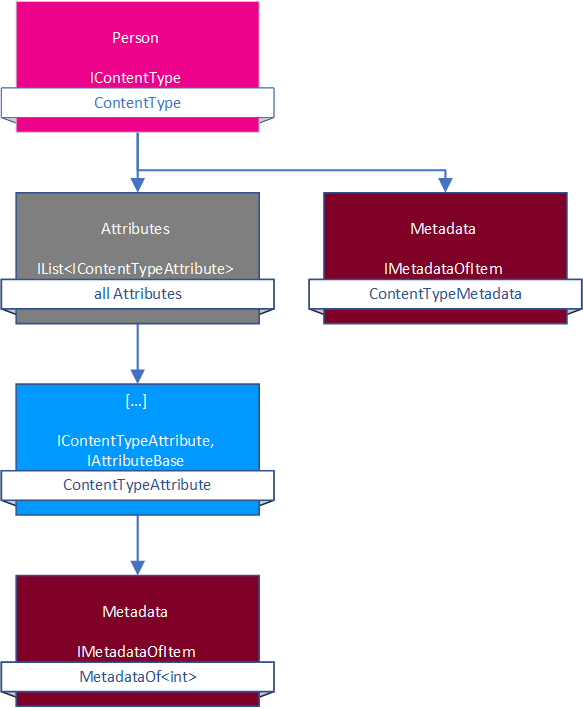 Person
IContentType
ContentType
Attributes
IList<IContentTypeAttribute>
all Attributes
Metadata
IMetadataOfItem
ContentTypeMetadata
[...]
IContentTypeAttribute,
IAttributeBase
ContentTypeAttribute
Metadata
IMetadataOfItem
MetadataOf<int>